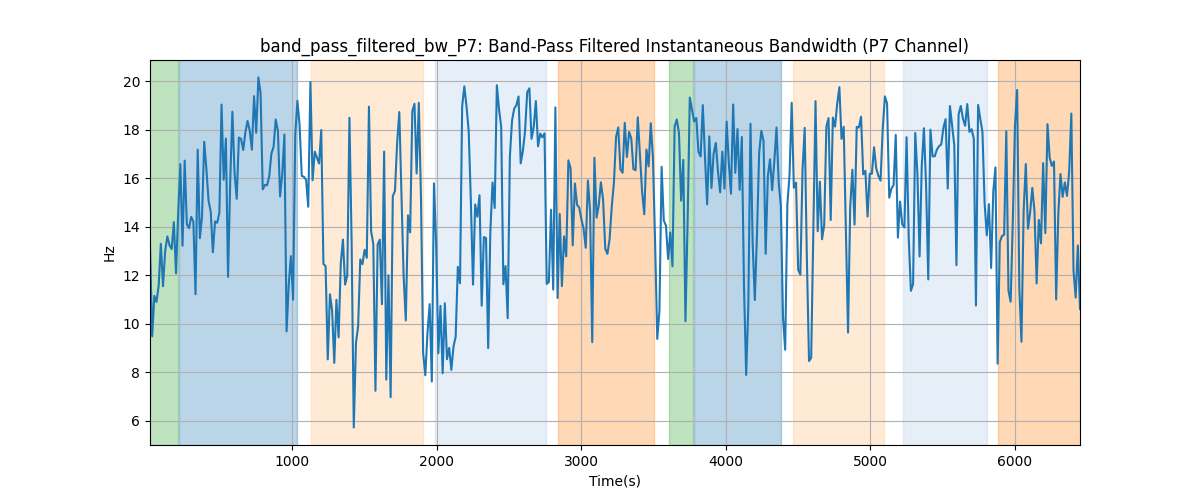 band_pass_filtered_bw_P7: Band-Pass Filtered Instantaneous Bandwidth (P7 Channel)
20
18
16
14
12
10
8
6
Hz
1000 2000 3000 4000 5000 6000
Time(s)